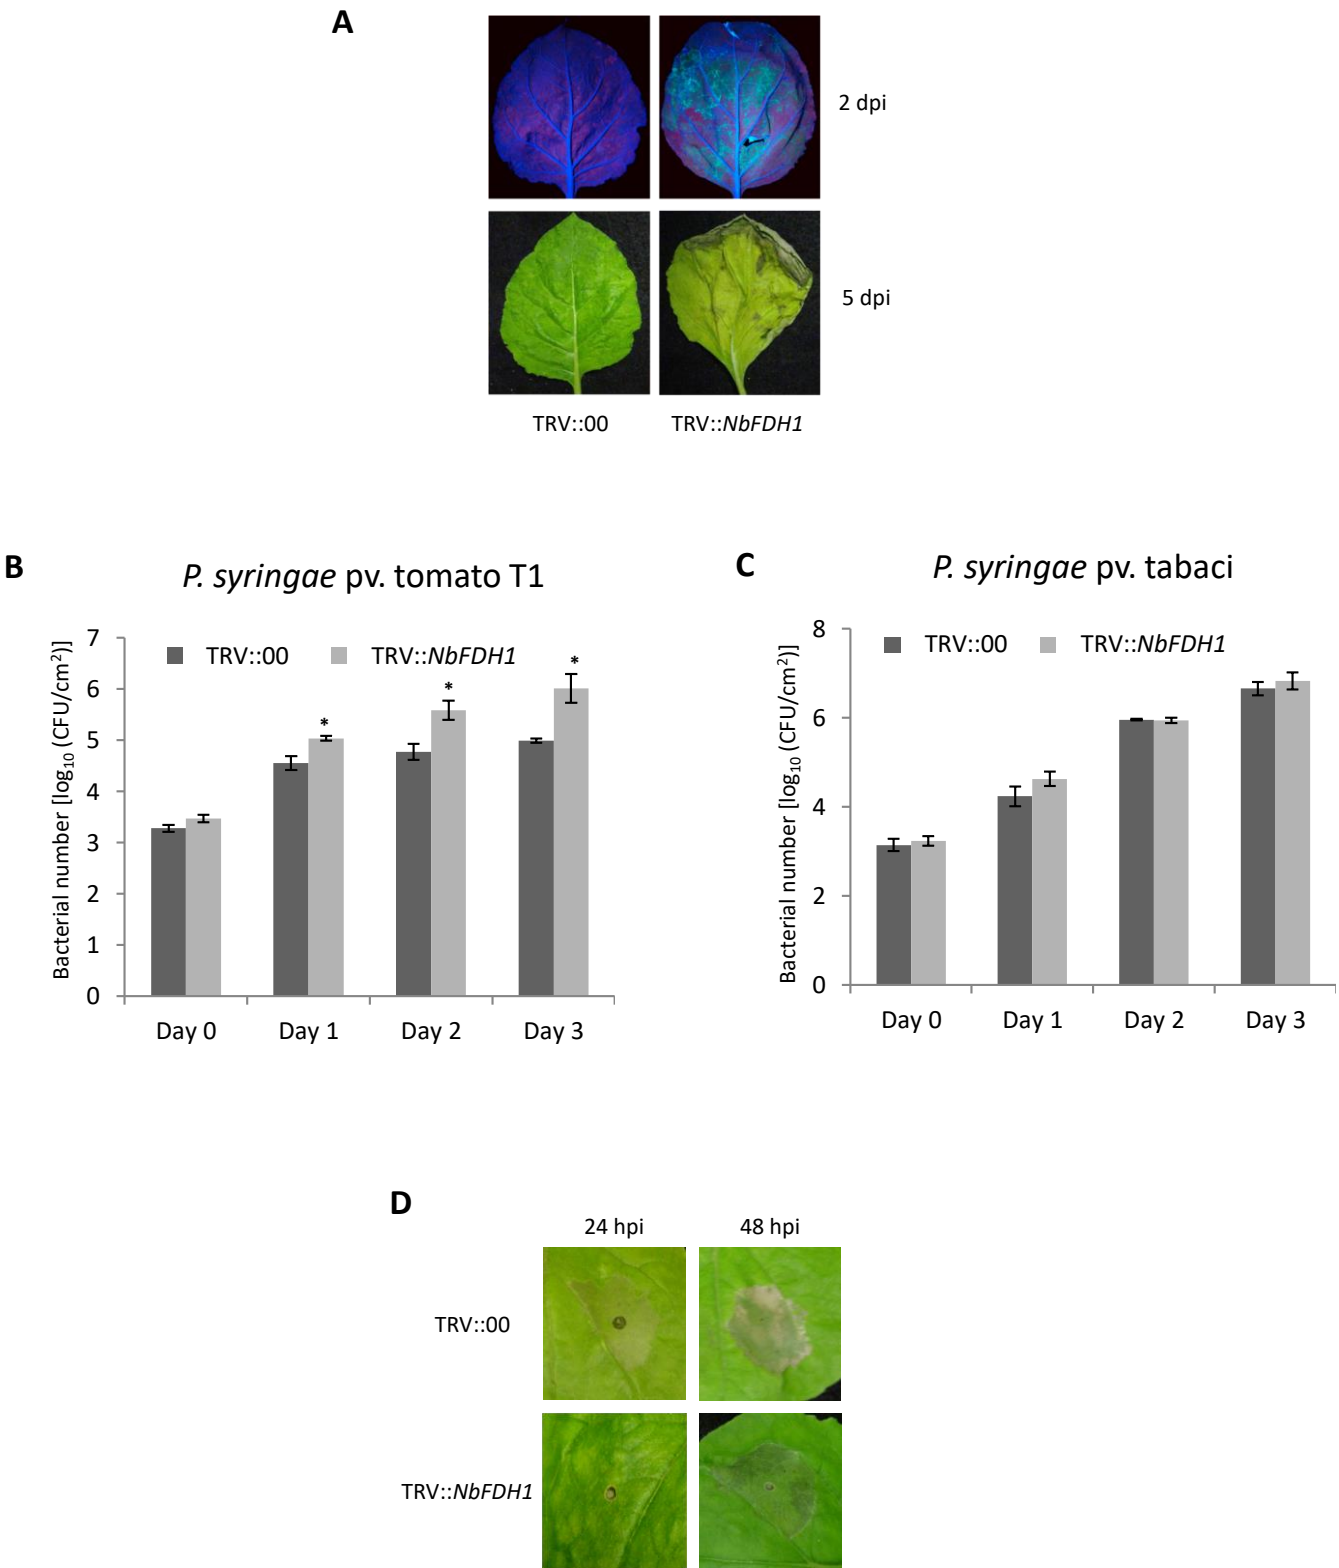 A
2 dpi
5 dpi
TRV::00 TRV::NbFDH1
B
P. syringae pv. tomato T1
TRV::00 TRV::NbFDH1
Bacterial number [log10 (CFU/cm2)]
7
6
5
4
3
2
1
0
*
*
*
Day 0 Day 1 Day 2 Day 3
C
P. syringae pv. tabaci
TRV::00 TRV::NbFDH1
Bacterial number [log10 (CFU/cm2)]
8
6
4
2
0
Day 0 Day 1 Day 2 Day 3
D
24 hpi 48 hpi
TRV::00
TRV::NbFDH1